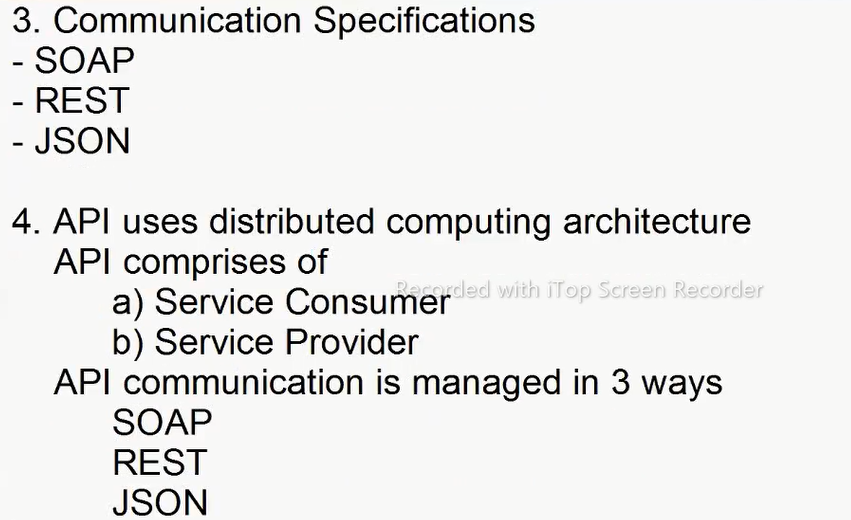 3. Communication Specifications
- SOAP
- REST
- JSON
4. API uses distributed computing architecture
API comprises of
Recorded with iTop Screen Recorder
a) Service Consumer
b) Service Provider
API communication is managed in 3 ways
SOAP
REST
JSON